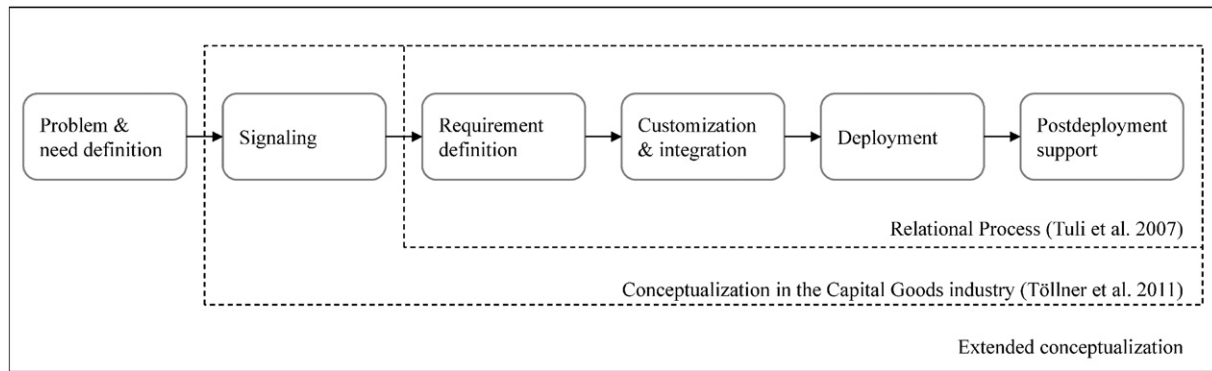 Problem &
need definition
Signaling
Requirement
definition
Customization
& integration
Deployment
Postdeployment
support
Relational Process (Tuli et al. 2007)
Conceptualization in the Capital Goods industry (Töllner et al. 2011)
Extended conceptualization